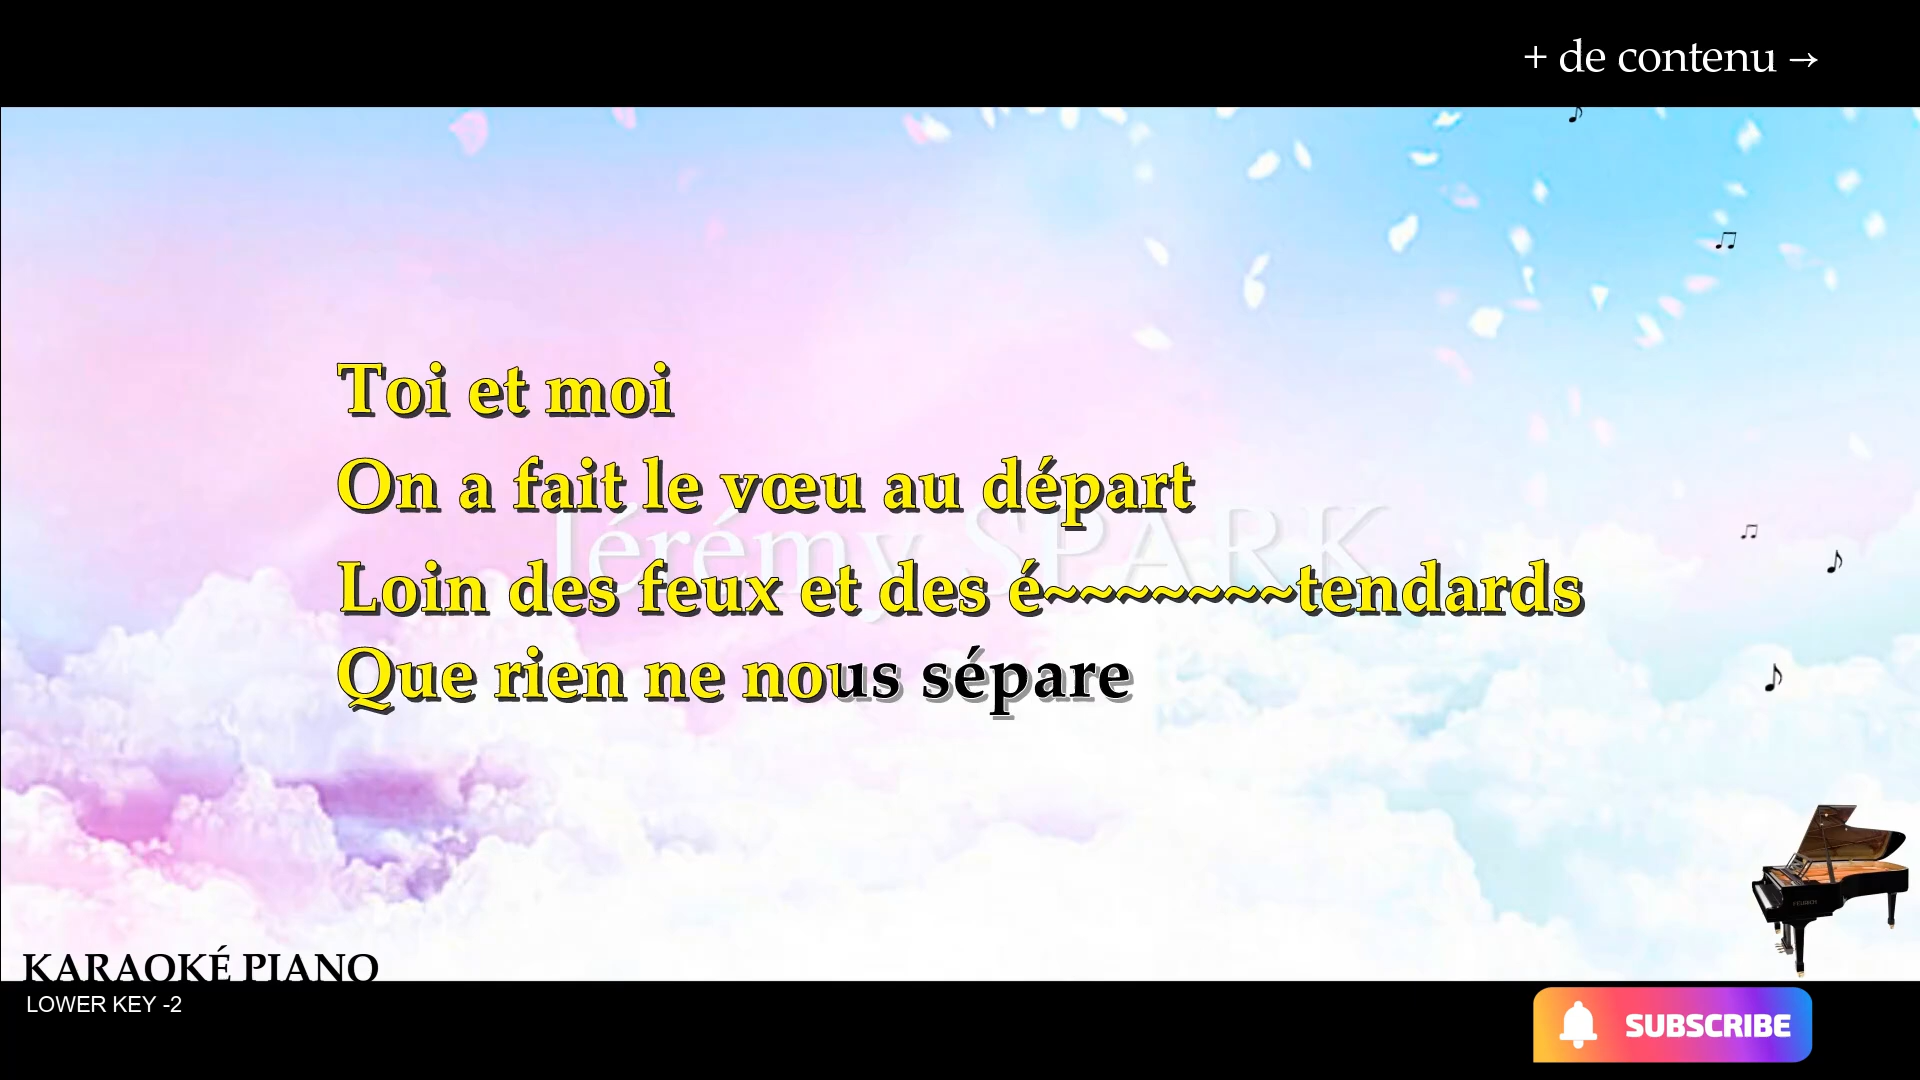 + de contenu →
Toi et moi
On a fait le vœu au départ
Jérémy SPARK
Loin des feux et des é~~~~~~~tendards
Que rien ne nous sépare
KARAOKÉ PIANO
LOWER KEY -2
SUBSCRIBE